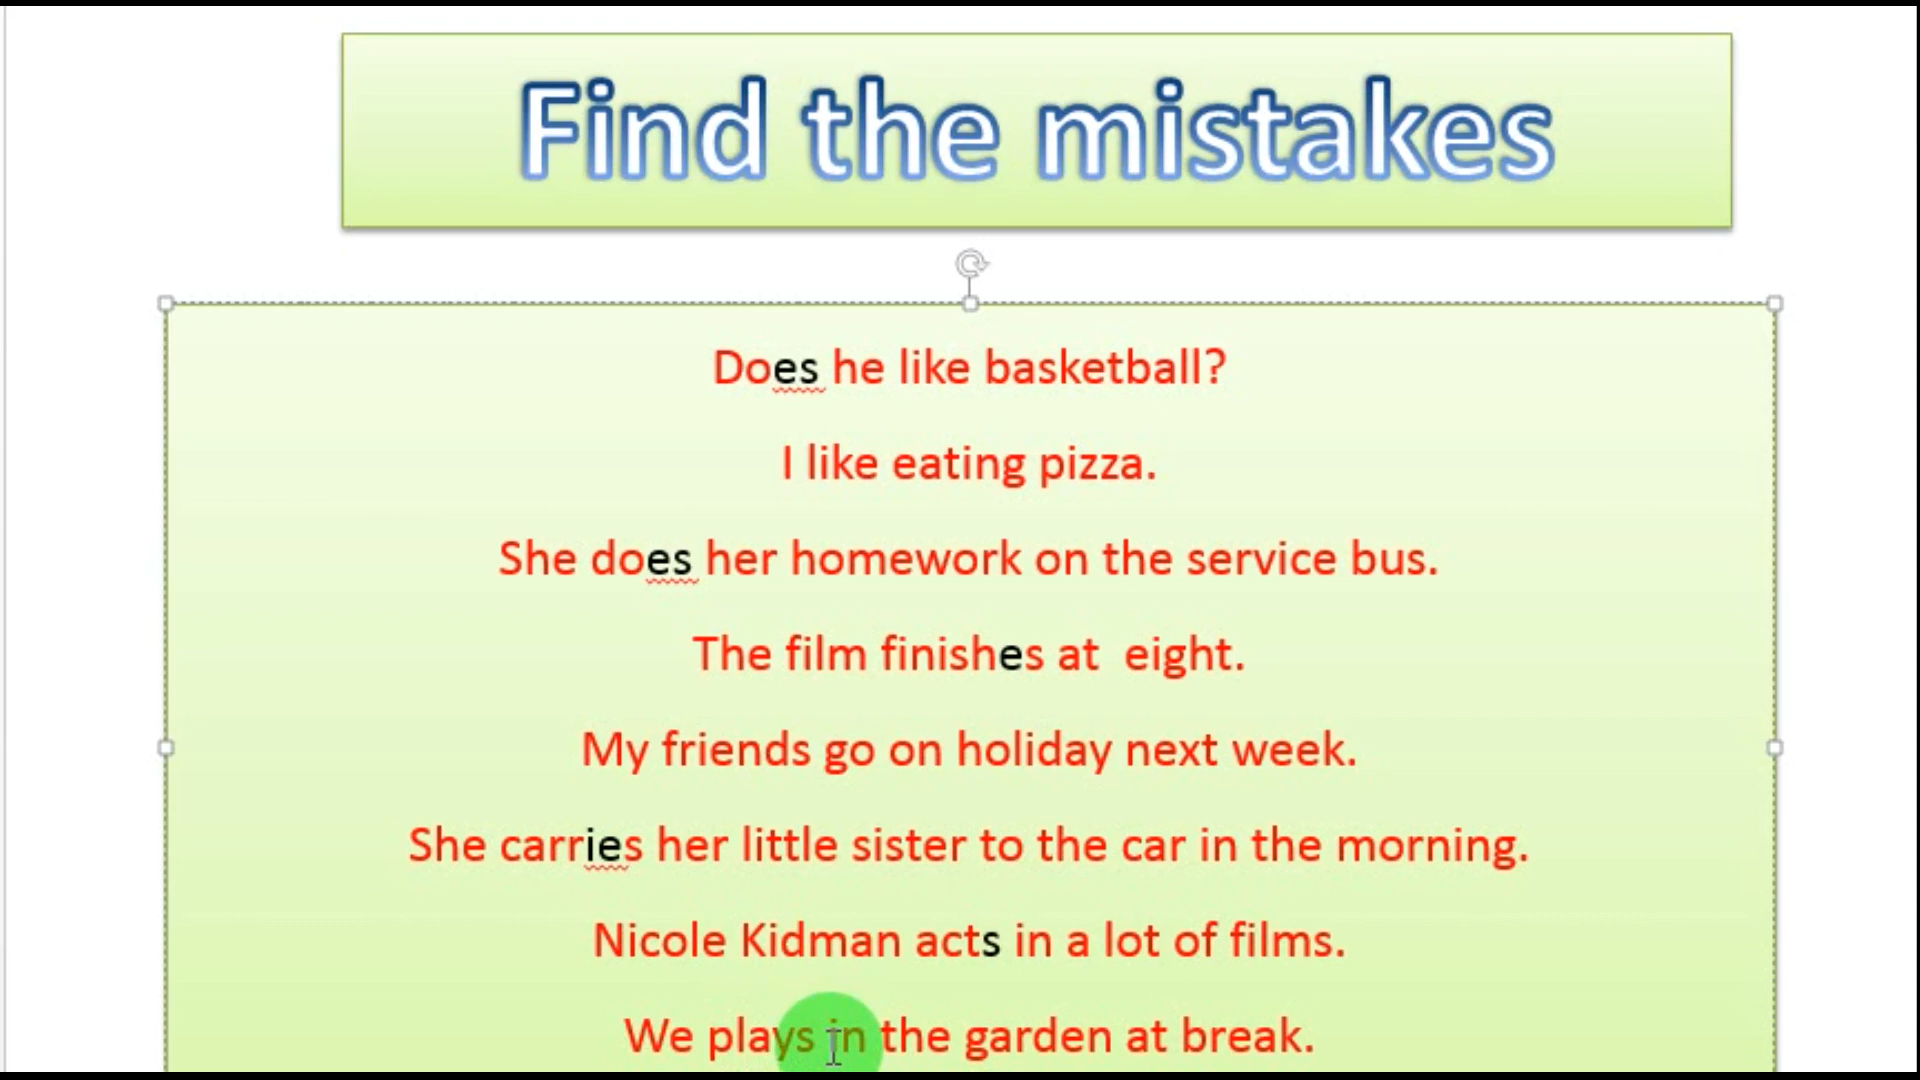 Find the mistakes
Does he like basketball?
I like eating pizza.
She does her homework on the service bus.
The film finishes at  eight.
My friends go on holiday next week.
She carries her little sister to the car in the morning.
Nicole Kidman acts in a lot of films.
We plays in the garden at break.